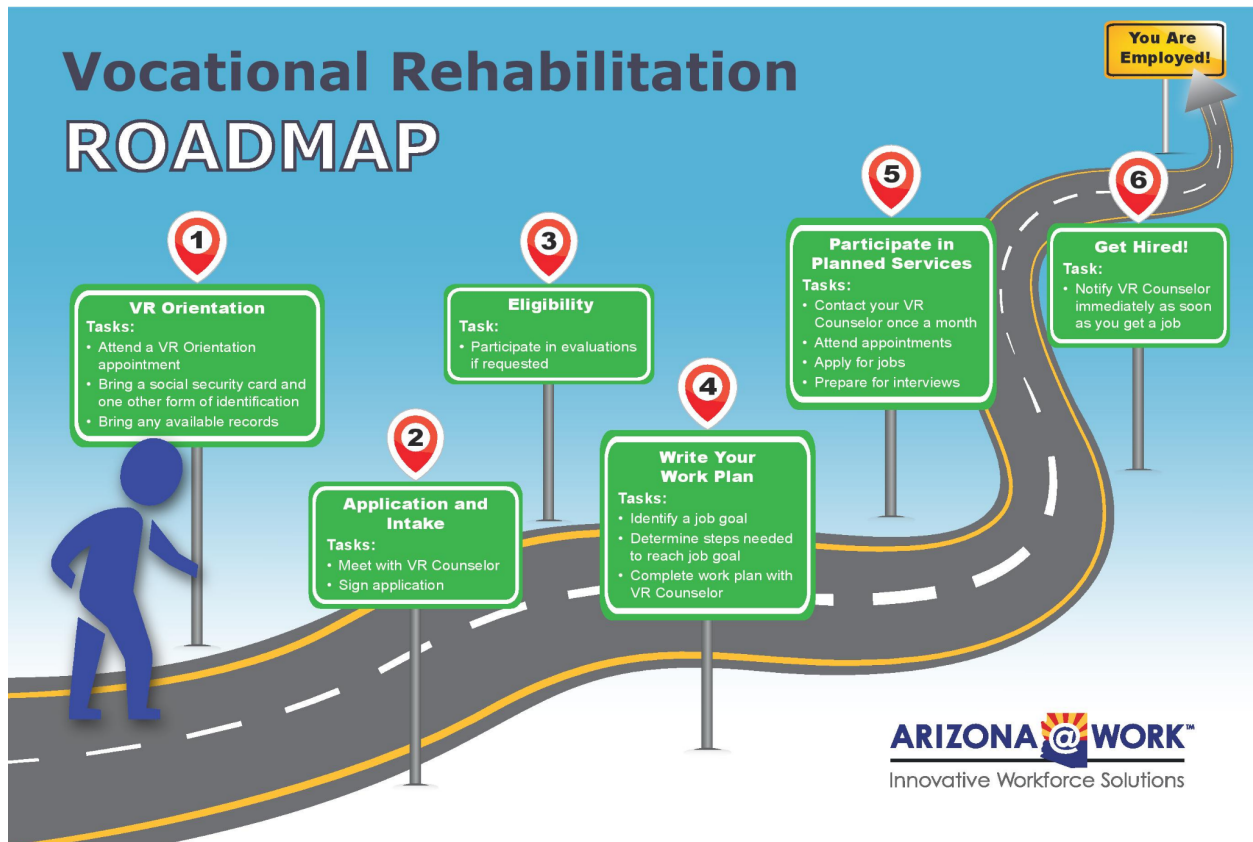 Vocational Rehabilitation
ROADMAP
1
VR Orientation
Tasks:
• Attend a VR Orientation
appointment
• Bring a social security card and
one other form of identification
• Bring any available records
2
Application and
Intake
Tasks:
• Meet with VR Counselor
• Sign application
3
Eligibility
Task:
• Participate in evaluations
if requested
4
Write Your
Work Plan
Tasks:
• Identify a job goal
• Determine steps needed
to reach job goal
• Complete work plan with
VR Counselor
5
Participate in
Planned Services
Tasks:
• Contact your VR
Counselor once a month
• Attend appointments
• Apply for jobs
• Prepare for interviews
6
Get Hired!
Task:
• Notify VR Counselor
immediately as soon
as you get a job
You Are
Employed!
ARIZONA@WORK™
Innovative Workforce Solutions